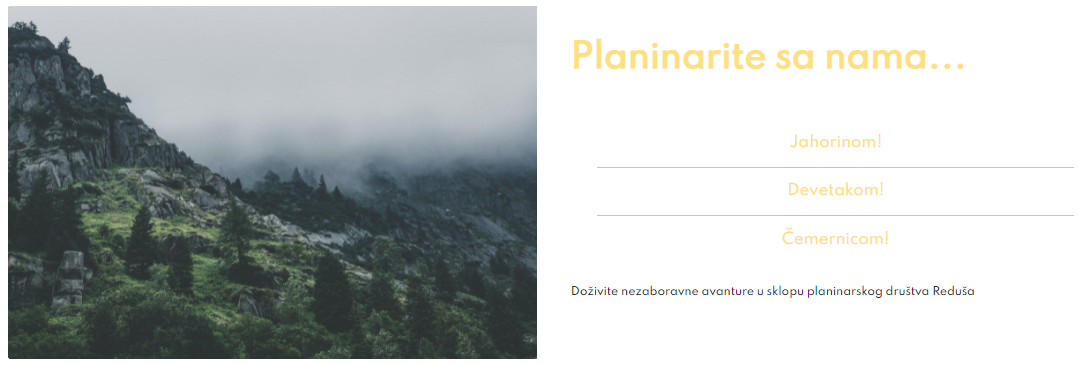 Planinarite sa nama...
Jahorinom!
Devetakom!
Čemernicom!
Doživite nezaboravne avanture u sklopu planinarskog društva Reduša